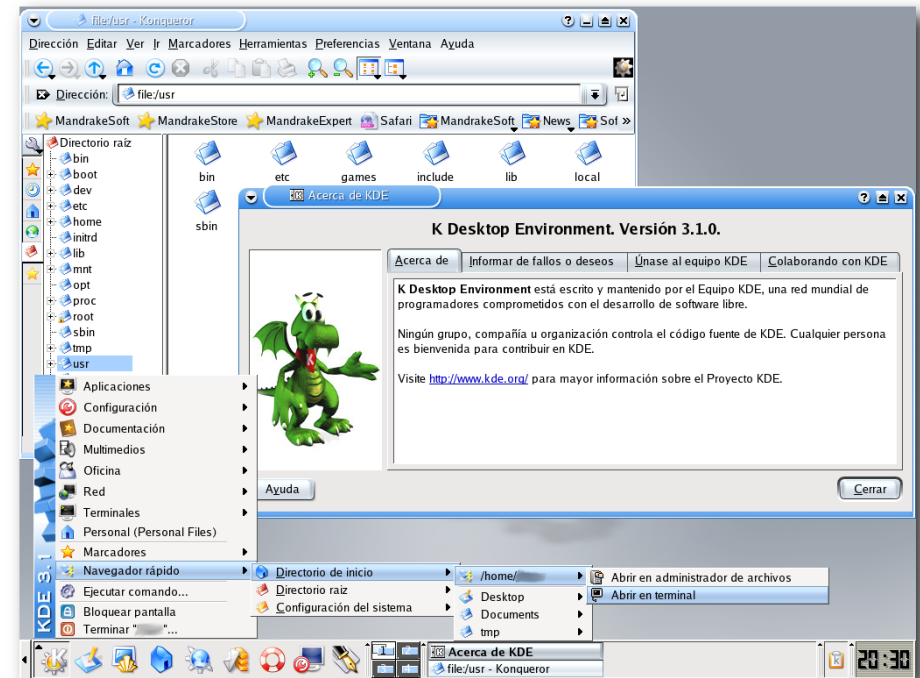 file:/usr - Konqueror
Dirección Editar Ver Ir Marcadores Herramientas Preferencias Ventana Ayuda
Dirección: file:/usr
MandrakeSoft MandrakeStore MandrakeExpert Safari MandrakeSoft News Sof »
Directorio raíz
bin
boot
dev
etc
home
initrd
lib
mnt
opt
proc
root
sbin
tmp
usr
bin etc games include lib local
sbin
Acerca de KDE
K Desktop Environment. Versión 3.1.0.
Acerca de Informar de fallos o deseos Únase al equipo KDE Colaborando con KDE
K Desktop Environment está escrito y mantenido por el Equipo KDE, una red mundial de
programadores comprometidos con el desarrollo de software libre.
Ningún grupo, compañía u organización controla el código fuente de KDE. Cualquier persona
es bienvenida para contribuir en KDE.
Visite http://www.kde.org/ para mayor información sobre el Proyecto KDE.
Ayuda Cerrar
KDE 3.1
Aplicaciones
Configuración
Documentación
Multimedios
Oficina
Red
Terminales
Personal (Personal Files)
Marcadores
Navegador rápido
Ejecutar comando...
Bloquear pantalla
Terminar " "...
Directorio de inicio
Directorio raiz
Configuración del sistema
/home/
Desktop
Documents
tmp
Abrir en administrador de archivos
Abrir en terminal
1 2
3 4
Acerca de KDE
file:/usr - Konqueror
20:30